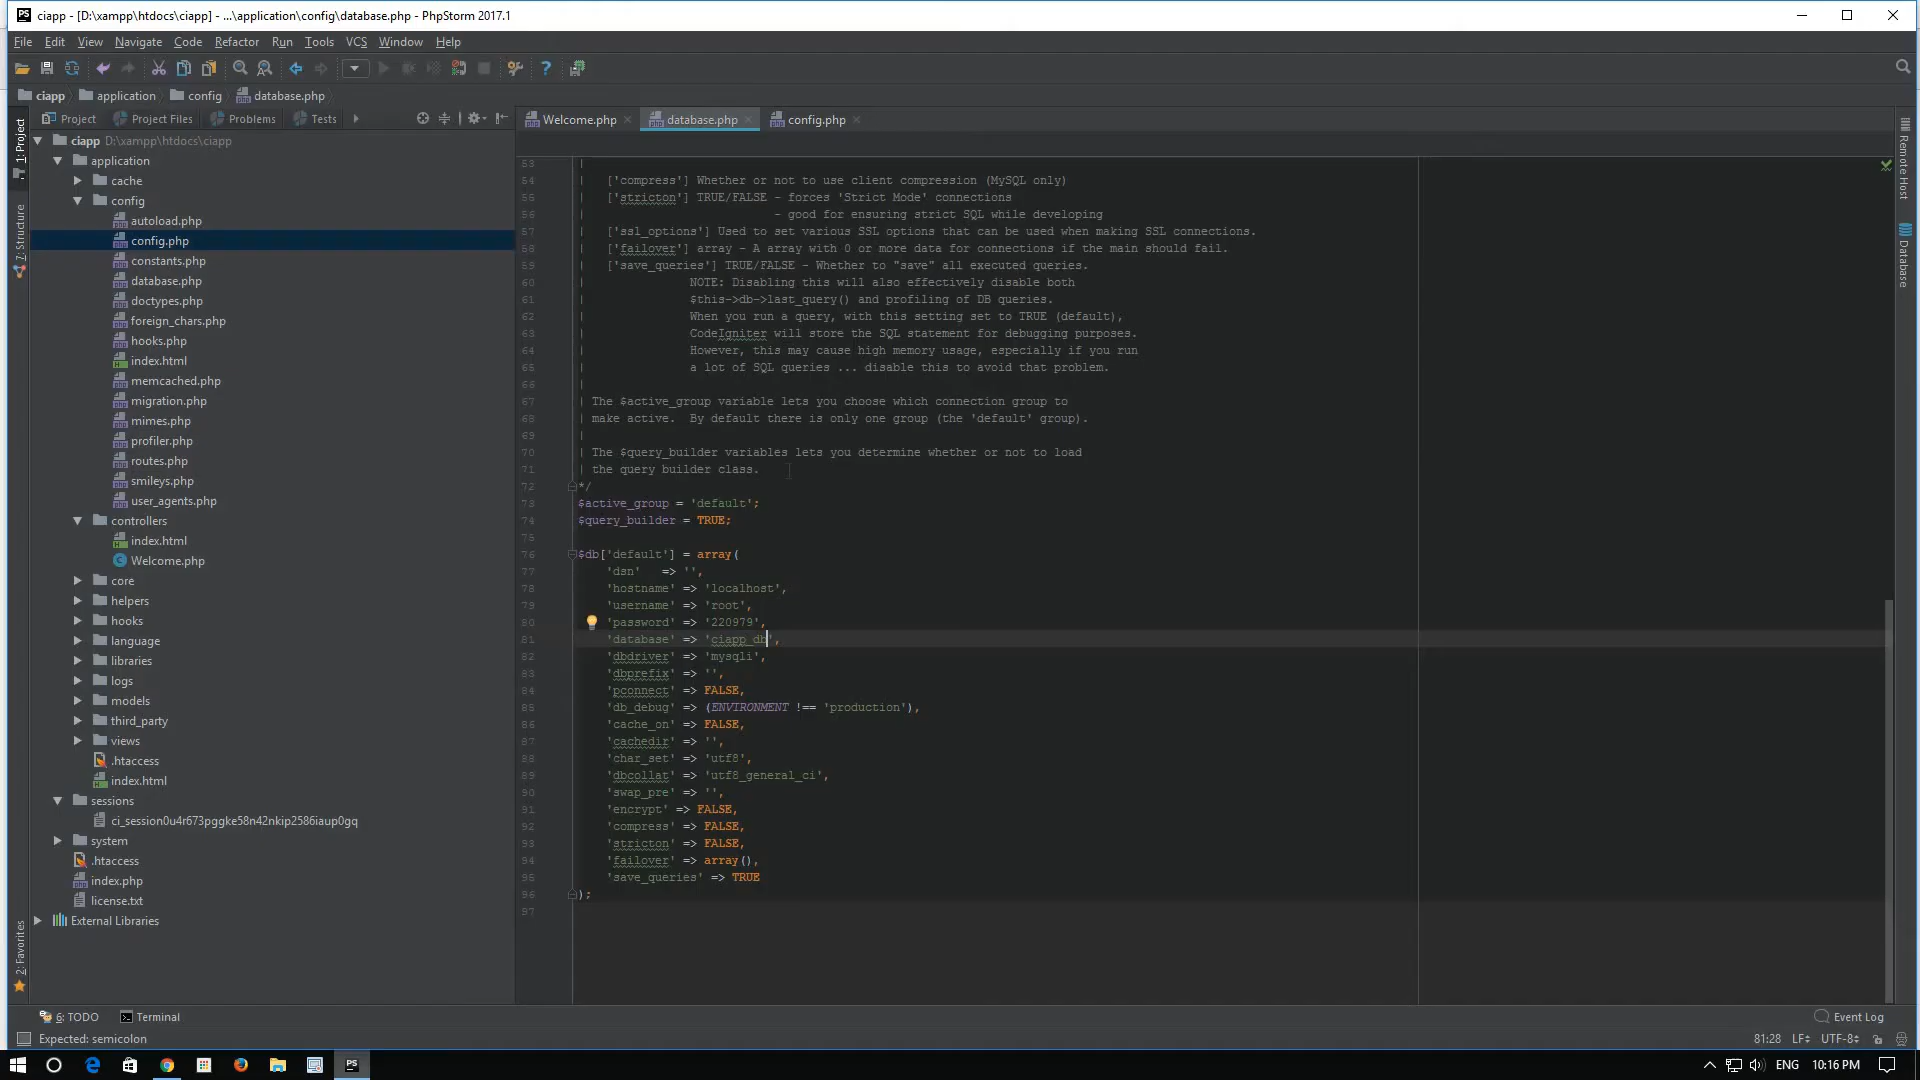 ciapp - [D:\xampp\htdocs\ciapp] - ...\application\config\database.php - PhpStorm 2017.1
File Edit View Navigate Code Refactor Run Tools VCS Window Help
ciapp application config database.php
Project Project Files Problems Tests
Welcome.php database.php config.php
1: Project
7: Structure
2: Favorites
ciapp D:\xampp\htdocs\ciapp
application
cache
config
autoload.php
config.php
constants.php
database.php
doctypes.php
foreign_chars.php
hooks.php
index.html
memcached.php
migration.php
mimes.php
profiler.php
routes.php
smileys.php
user_agents.php
controllers
index.html
Welcome.php
core
helpers
hooks
language
libraries
logs
models
third_party
views
.htaccess
index.html
sessions
ci_session0u4r673pggke58n42nkip2586iaup0gq
system
.htaccess
index.php
license.txt
External Libraries
53 |
54 | ['compress'] Whether or not to use client compression (MySQL only)
55 | ['stricton'] TRUE/FALSE - forces 'Strict Mode' connections
56 | - good for ensuring strict SQL while developing
57 | ['ssl_options'] Used to set various SSL options that can be used when making SSL connections.
58 | ['failover'] array - A array with 0 or more data for connections if the main should fail.
59 | ['save_queries'] TRUE/FALSE - Whether to "save" all executed queries.
60 | NOTE: Disabling this will also effectively disable both
61 | $this->db->last_query() and profiling of DB queries.
62 | When you run a query, with this setting set to TRUE (default),
63 | CodeIgniter will store the SQL statement for debugging purposes.
64 | However, this may cause high memory usage, especially if you run
65 | a lot of SQL queries ... disable this to avoid that problem.
66 |
67 | The $active_group variable lets you choose which connection group to
68 | make active.  By default there is only one group (the 'default' group).
69 |
70 | The $query_builder variables lets you determine whether or not to load
71 | the query builder class.
72 */
73 $active_group = 'default';
74 $query_builder = TRUE;
75
76 $db['default'] = array(
77 'dsn'   => '',
78 'hostname' => 'localhost',
79 'username' => 'root',
80 'password' => '220979',
81 'database' => 'ciapp_db',
82 'dbdriver' => 'mysqli',
83 'dbprefix' => '',
84 'pconnect' => FALSE,
85 'db_debug' => (ENVIRONMENT !== 'production'),
86 'cache_on' => FALSE,
87 'cachedir' => '',
88 'char_set' => 'utf8',
89 'dbcollat' => 'utf8_general_ci',
90 'swap_pre' => '',
91 'encrypt' => FALSE,
92 'compress' => FALSE,
93 'stricton' => FALSE,
94 'failover' => array(),
95 'save_queries' => TRUE
96 );
97
Remote Host
Database
6: TODO Terminal Event Log
Expected: semicolon 81:28 LF UTF-8
ENG 10:16 PM